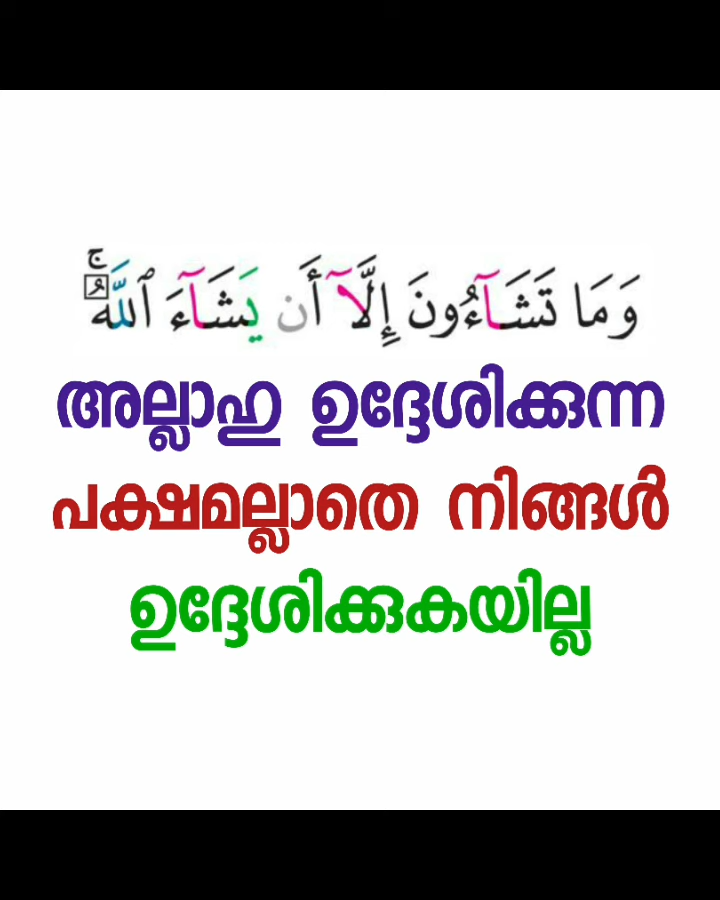 وَمَا تَشَآءُونَ إِلَّآ أَن يَشَآءَ ٱللَّهُ ۚ
അല്ലാഹു ഉദ്ദേശിക്കുന്ന
പക്ഷമല്ലാതെ നിങ്ങൾ
ഉദ്ദേശിക്കുകയില്ല